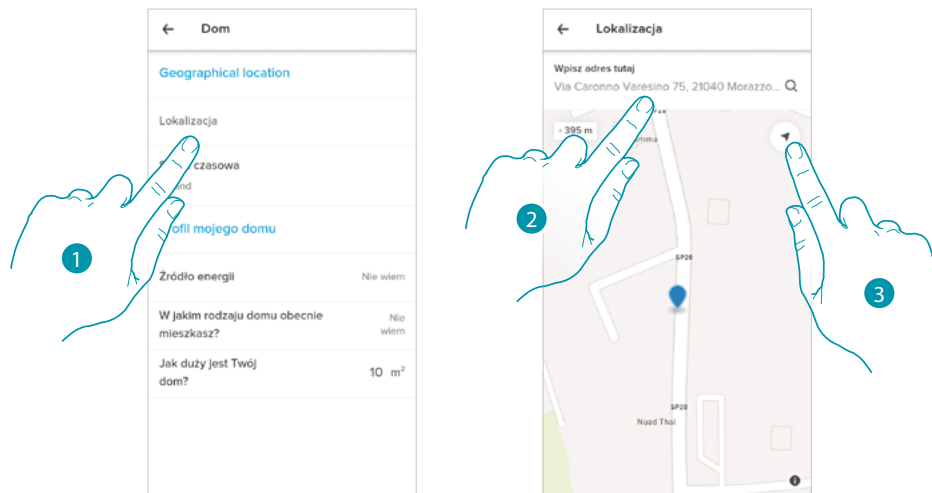 Dom
Geographical location
Lokalizacja
czasowa
Profil mojego domu
Źródło energii
Nie wiem
W jakim rodzaju domu obecnie
mieszkasz?
Nie
wiem
Jak duży jest Twój
dom?
10 m²
1
Lokalizacja
Wpisz adres tutaj
Via Caronno Varesino 75, 21040 Morazzo...
SP20
395 m
SP20
SP20
Nuad Thai
2
3